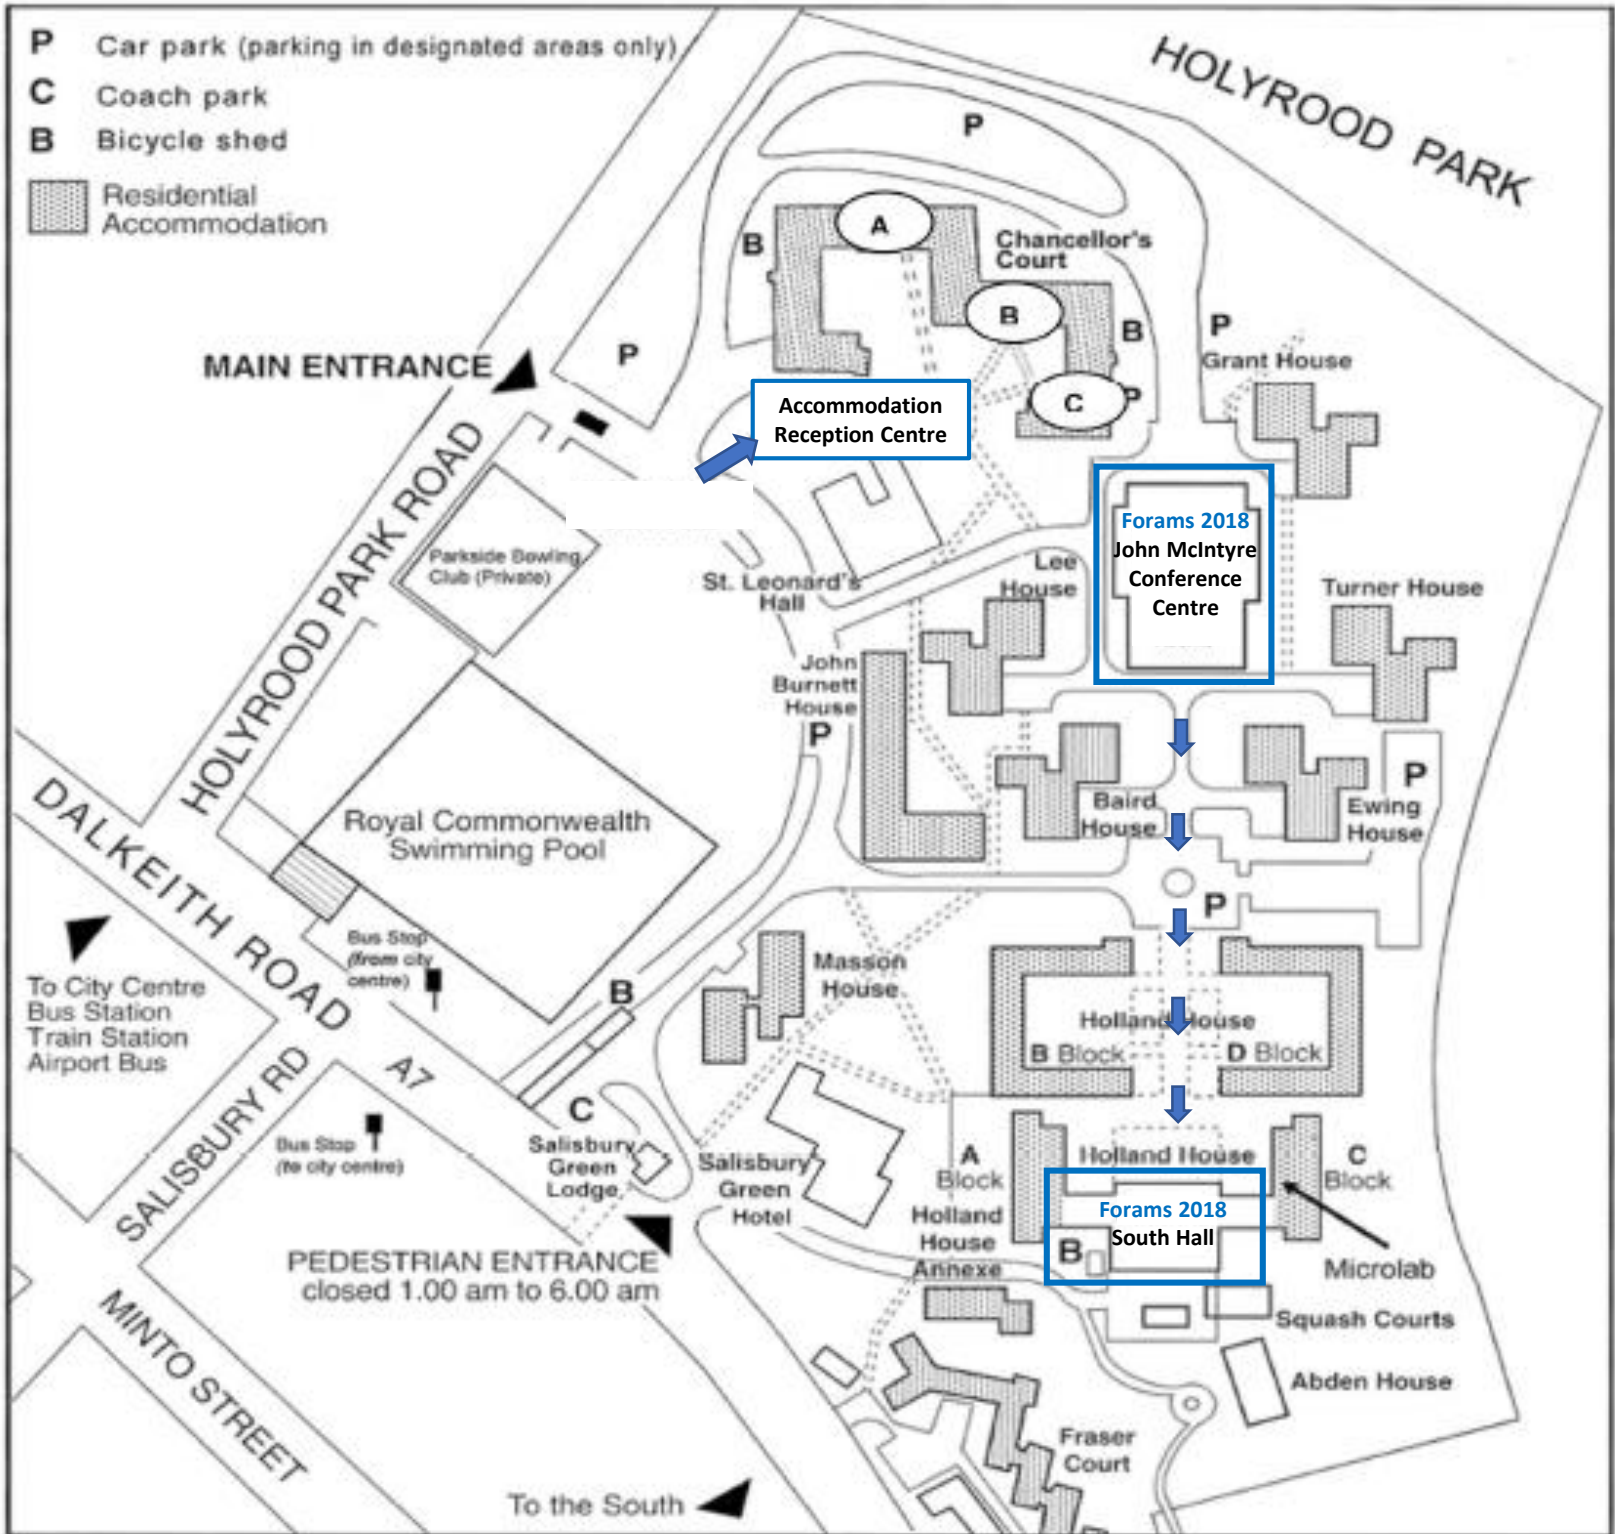 P Car park (parking in designated areas only)
C Coach park
B Bicycle shed
Residential
Accommodation
HOLYROOD PARK
P
A
B
Chancellor's
Court
B
B
P
P
Grant House
MAIN ENTRANCE
C
P
Accommodation
Reception Centre
HOLYROOD PARK ROAD
Parkside Bowling
Club (Private)
Forams 2018
John McIntyre
Conference
Centre
St. Leonard's
Hall
Lee
House
Turner House
John
Burnett
House
P
P
Baird
House
Ewing
House
Royal Commonwealth
Swimming Pool
DALKEITH ROAD
P
Bus Stop
(from city
centre)
To City Centre
Bus Station
Train Station
Airport Bus
B
Masson
House
Holland House
B Block
D Block
A7
SALISBURY RD
C
Bus Stop
(to city centre)
Salisbury
Green
Lodge
Salisbury
Green
Hotel
A
Block
Holland House
C
Block
Forams 2018
South Hall
B
Holland
House
Annexe
Microlab
PEDESTRIAN ENTRANCE
closed 1.00 am to 6.00 am
Squash Courts
MINTO STREET
Abden House
Fraser
Court
To the South